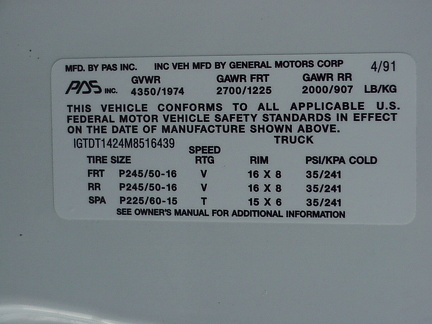 MFD. BY PAS INC. INC VEH MFD BY GENERAL MOTORS CORP 4/91
PAS INC. GVWR GAWR FRT GAWR RR
4350/1974 2700/1225 2000/907 LB/KG
THIS VEHICLE CONFORMS TO ALL APPLICABLE U.S.
FEDERAL MOTOR VEHICLE SAFETY STANDARDS IN EFFECT
ON THE DATE OF MANUFACTURE SHOWN ABOVE.
IGTDT1424M8516439 TRUCK
SPEED
TIRE SIZE RTG RIM PSI/KPA COLD
FRT P245/50-16 V 16 X 8 35/241
RR P245/50-16 V 16 X 8 35/241
SPA P225/60-15 T 15 X 6 35/241
SEE OWNER'S MANUAL FOR ADDITIONAL INFORMATION